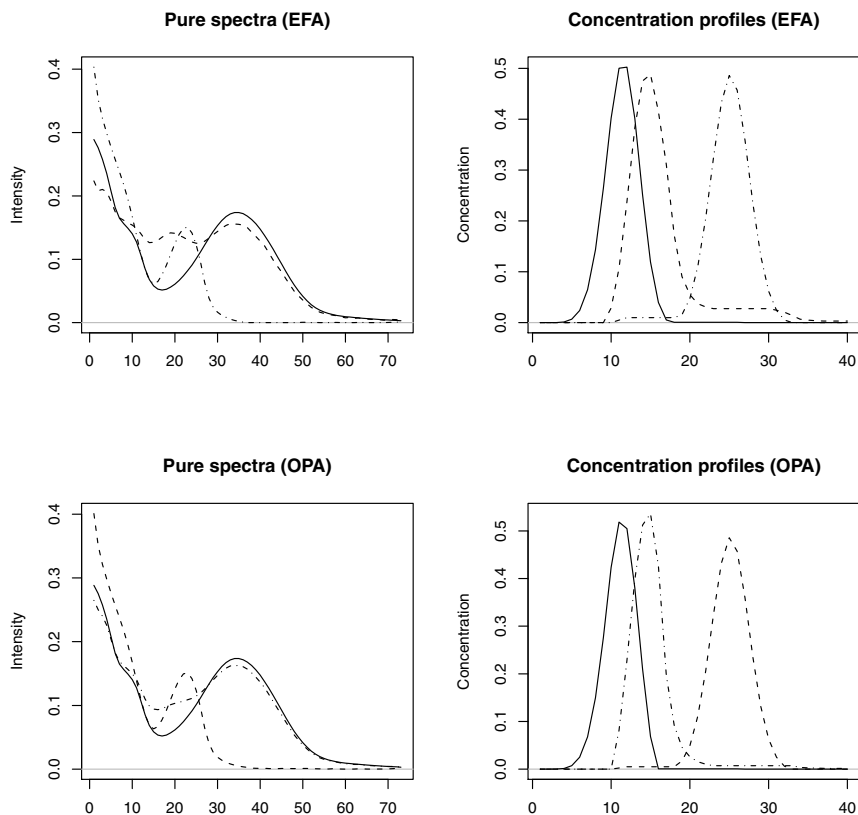 Pure spectra (EFA)
Intensity
0.0 0.1 0.2 0.3 0.4
0 10 20 30 40 50 60 70
Concentration profiles (EFA)
Concentration
0.0 0.1 0.2 0.3 0.4 0.5
0 10 20 30 40
Pure spectra (OPA)
Intensity
0.0 0.1 0.2 0.3 0.4
0 10 20 30 40 50 60 70
Concentration profiles (OPA)
Concentration
0.0 0.1 0.2 0.3 0.4 0.5
0 10 20 30 40